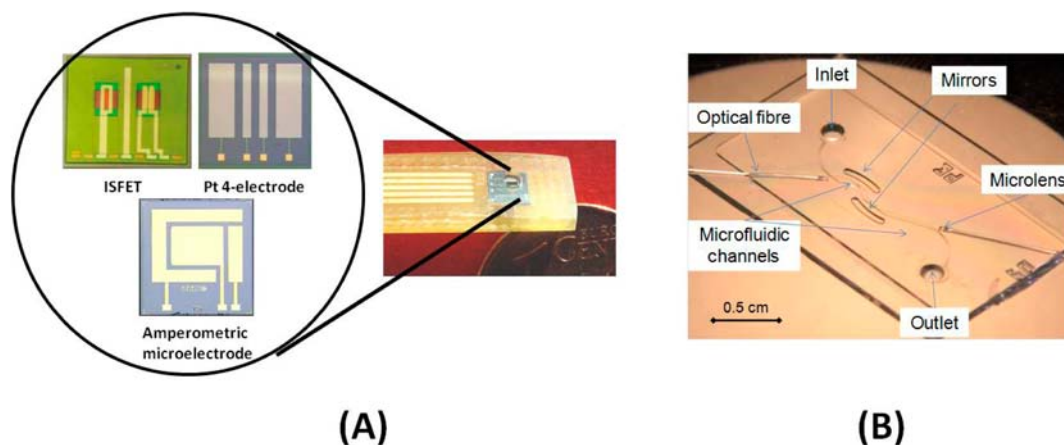 ISFET
Pt 4-electrode
Amperometric
microelectrode
(A)
Inlet
Mirrors
Optical fibre
Microlens
Microfluidic
channels
0.5 cm
Outlet
(B)